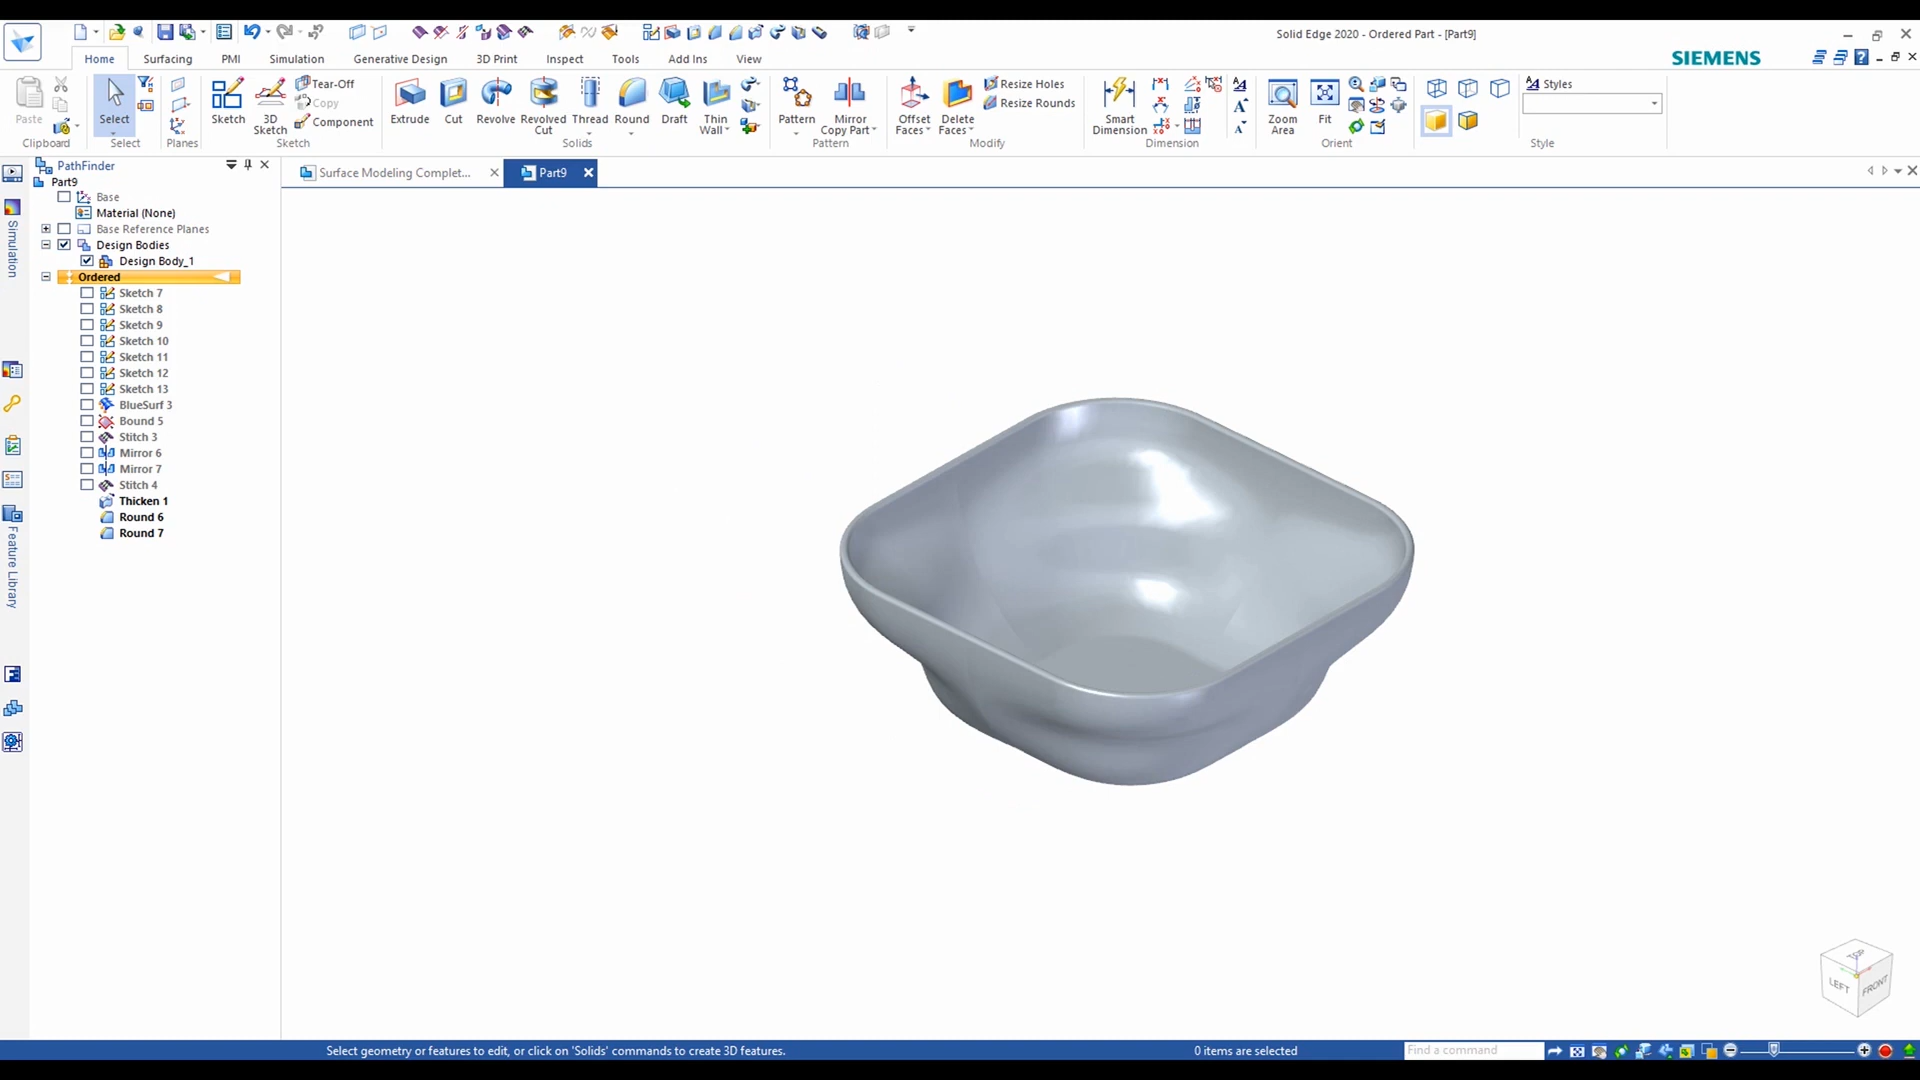 Solid Edge 2020 - Ordered Part - [Part9]
Home Surfacing PMI Simulation Generative Design 3D Print Inspect Tools Add Ins View
SIEMENS
Paste
Clipboard
Select
Select
Planes
Sketch
3D Sketch
Tear-Off
Copy
Component
Sketch
Extrude
Cut
Revolve
Revolved Cut
Thread
Round
Draft
Thin Wall
Solids
Pattern
Mirror Copy Part
Pattern
Offset Faces
Delete Faces
Resize Holes
Resize Rounds
Modify
Smart Dimension
Dimension
Zoom Area
Fit
Orient
Styles
Style
PathFinder
Surface Modeling Complet...
Part9
Part9
Base
Material (None)
Base Reference Planes
Design Bodies
Design Body_1
Ordered
Sketch 7
Sketch 8
Sketch 9
Sketch 10
Sketch 11
Sketch 12
Sketch 13
BlueSurf 3
Bound 5
Stitch 3
Mirror 6
Mirror 7
Stitch 4
Thicken 1
Round 6
Round 7
Simulation
Feature Library
TOP
LEFT
FRONT
Select geometry or features to edit, or click on 'Solids' commands to create 3D features.
0 items are selected
Find a command